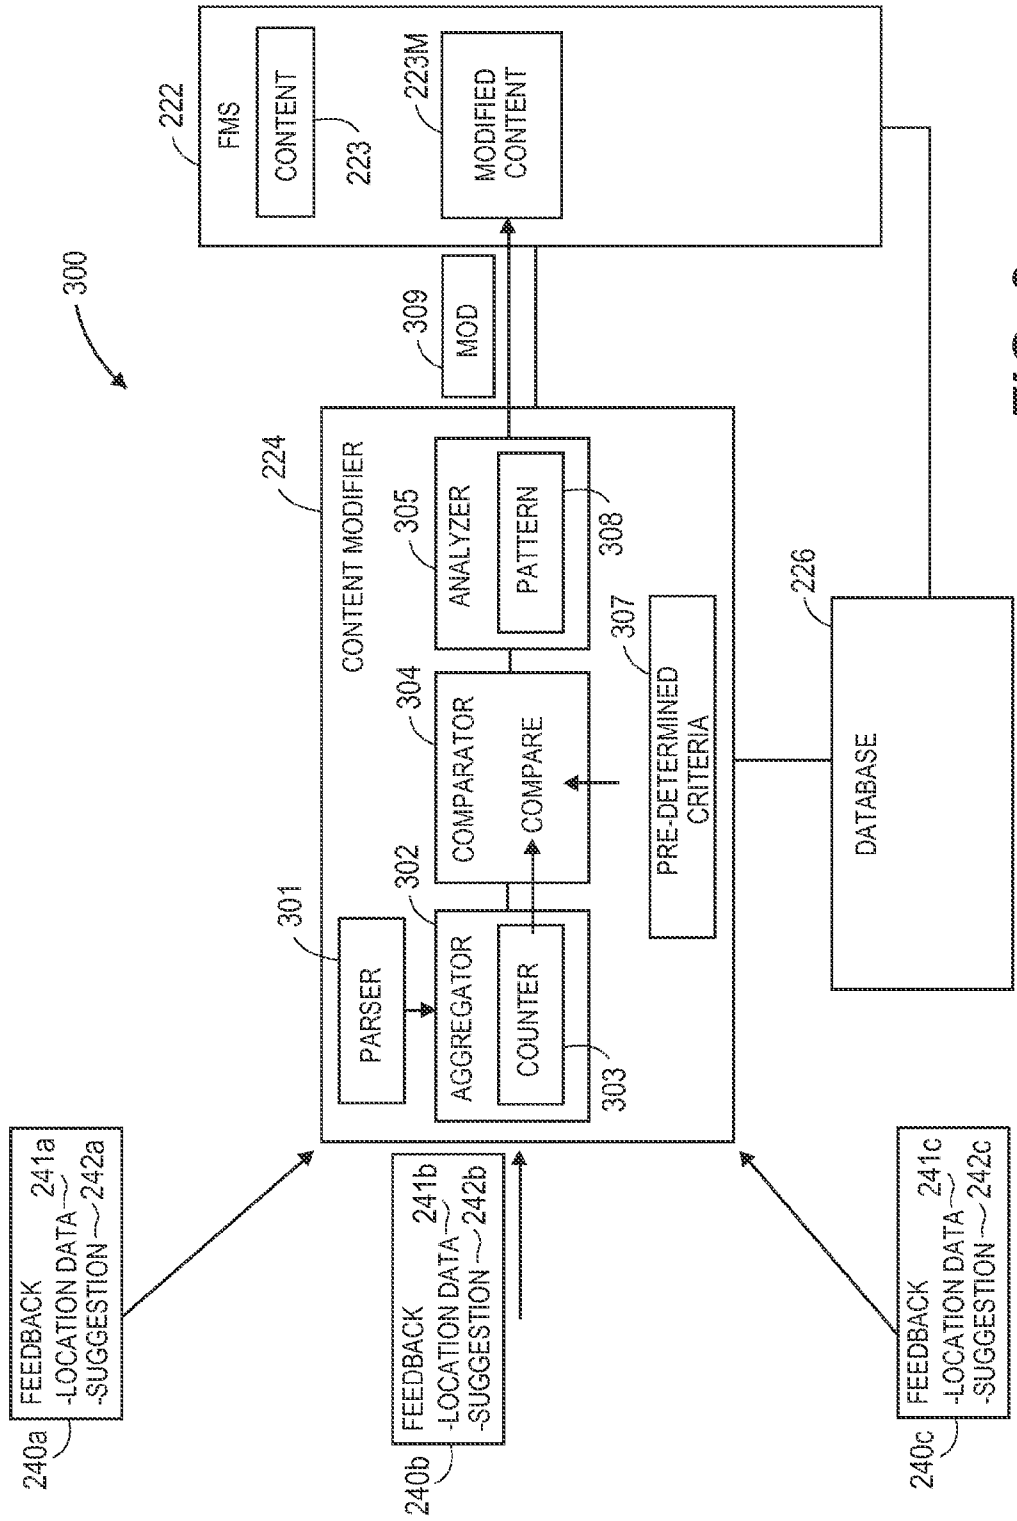 300
240a
FEEDBACK
-LOCATION DATA 241a
-SUGGESTION 242a
240b
FEEDBACK
-LOCATION DATA 241b
-SUGGESTION 242b
240c
FEEDBACK
-LOCATION DATA 241c
-SUGGESTION 242c
224
CONTENT MODIFIER
301
PARSER
302
AGGREGATOR
COUNTER
303
304
COMPARATOR
COMPARE
305
ANALYZER
PATTERN
308
307
PRE-DETERMINED
CRITERIA
309
MOD
222
FMS
CONTENT
223
223M
MODIFIED
CONTENT
226
DATABASE